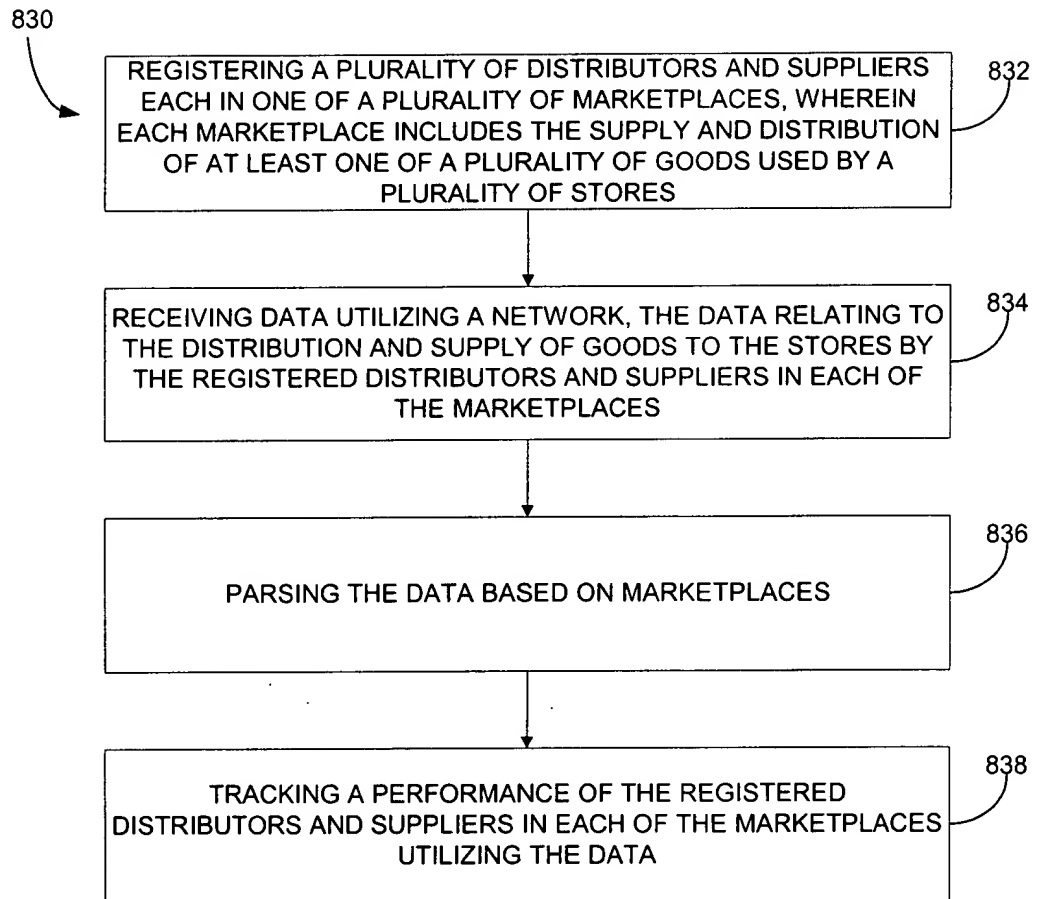 830
REGISTERING A PLURALITY OF DISTRIBUTORS AND SUPPLIERS
EACH IN ONE OF A PLURALITY OF MARKETPLACES, WHEREIN
EACH MARKETPLACE INCLUDES THE SUPPLY AND DISTRIBUTION
OF AT LEAST ONE OF A PLURALITY OF GOODS USED BY A
PLURALITY OF STORES
832
RECEIVING DATA UTILIZING A NETWORK, THE DATA RELATING TO
THE DISTRIBUTION AND SUPPLY OF GOODS TO THE STORES BY
THE REGISTERED DISTRIBUTORS AND SUPPLIERS IN EACH OF
THE MARKETPLACES
834
PARSING THE DATA BASED ON MARKETPLACES
836
TRACKING A PERFORMANCE OF THE REGISTERED
DISTRIBUTORS AND SUPPLIERS IN EACH OF THE MARKETPLACES
UTILIZING THE DATA
838